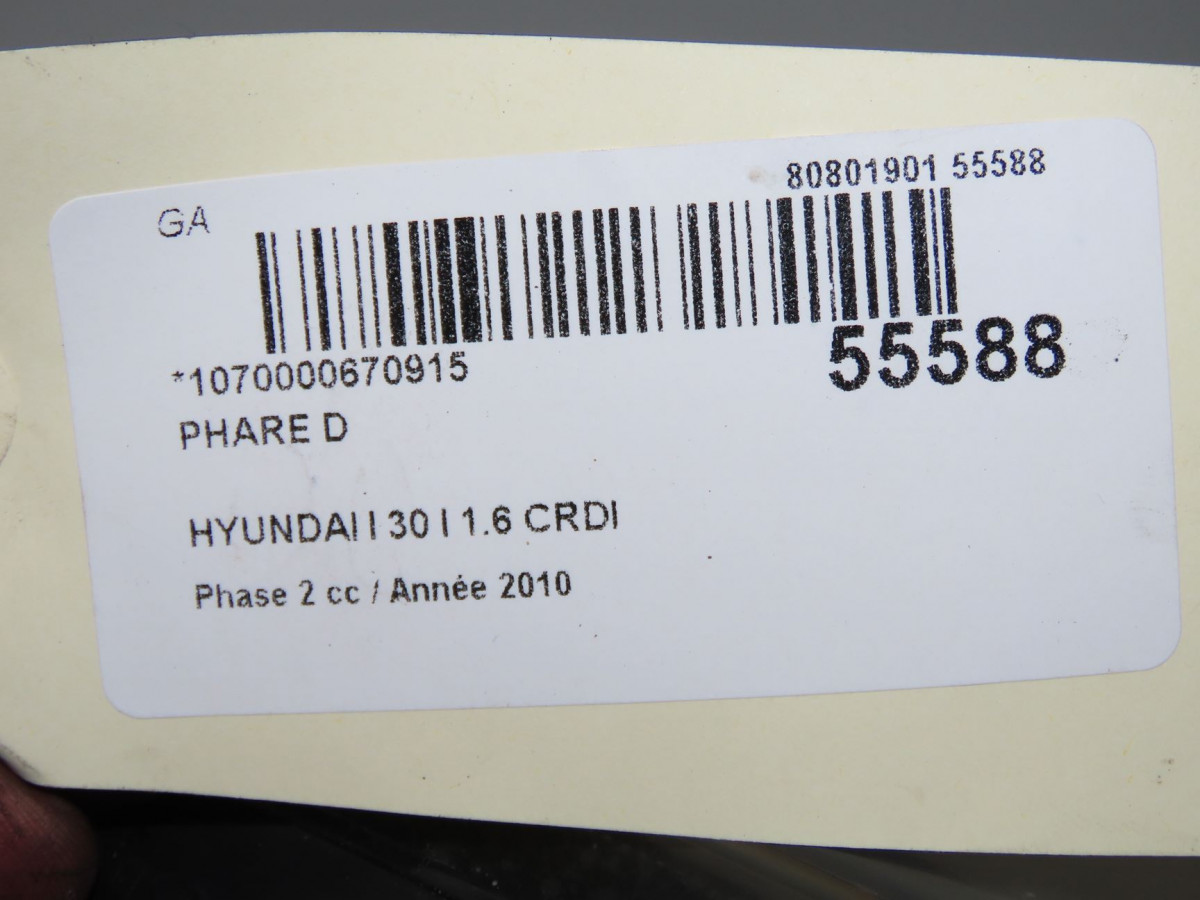 80801901 55588
GA
*1070000670915
55588
PHARE D
HYUNDAI I 30 I 1.6 CRDI
Phase 2 cc / Année 2010